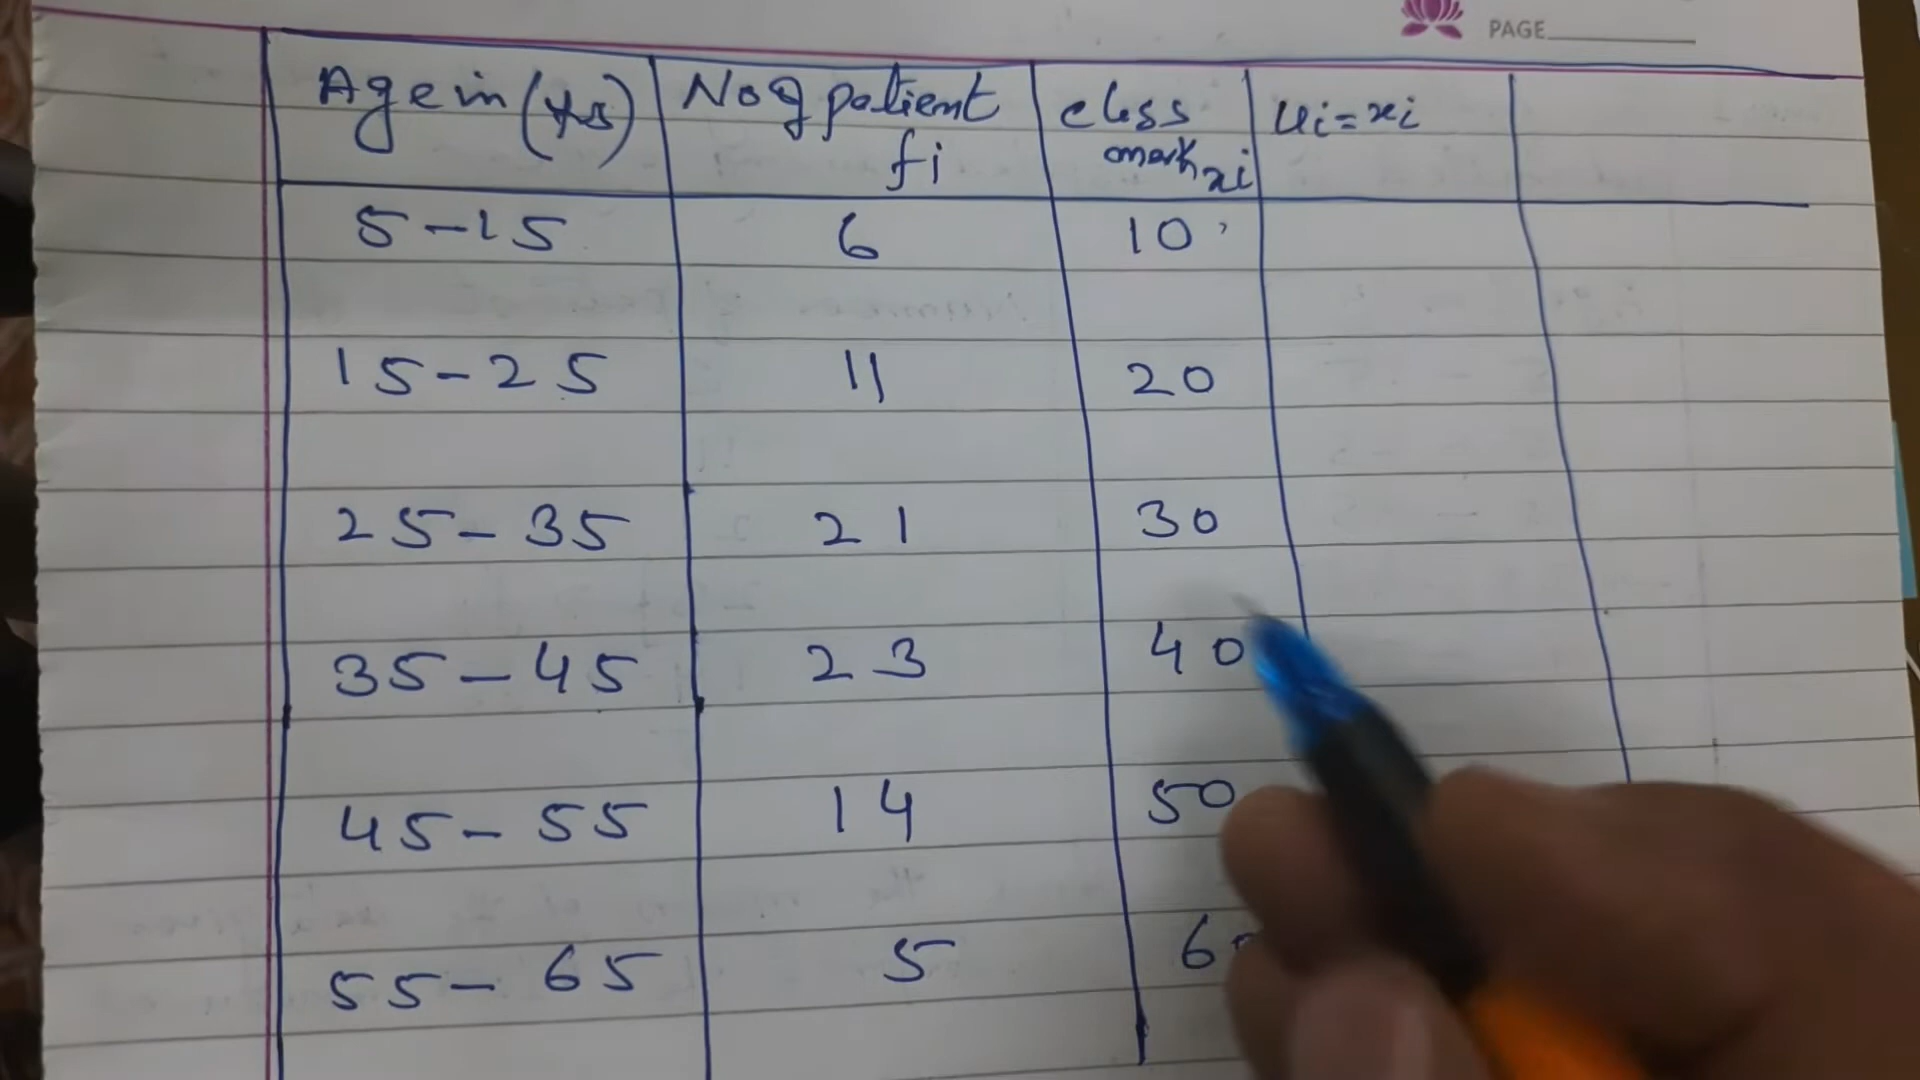 PAGE
Age in (Yrs) No of patient fi class mark xi ui = xi
5-15 6 10
15-25 11 20
25-35 21 30
35-45 23 40
45-55 14 50
55-65 5 60